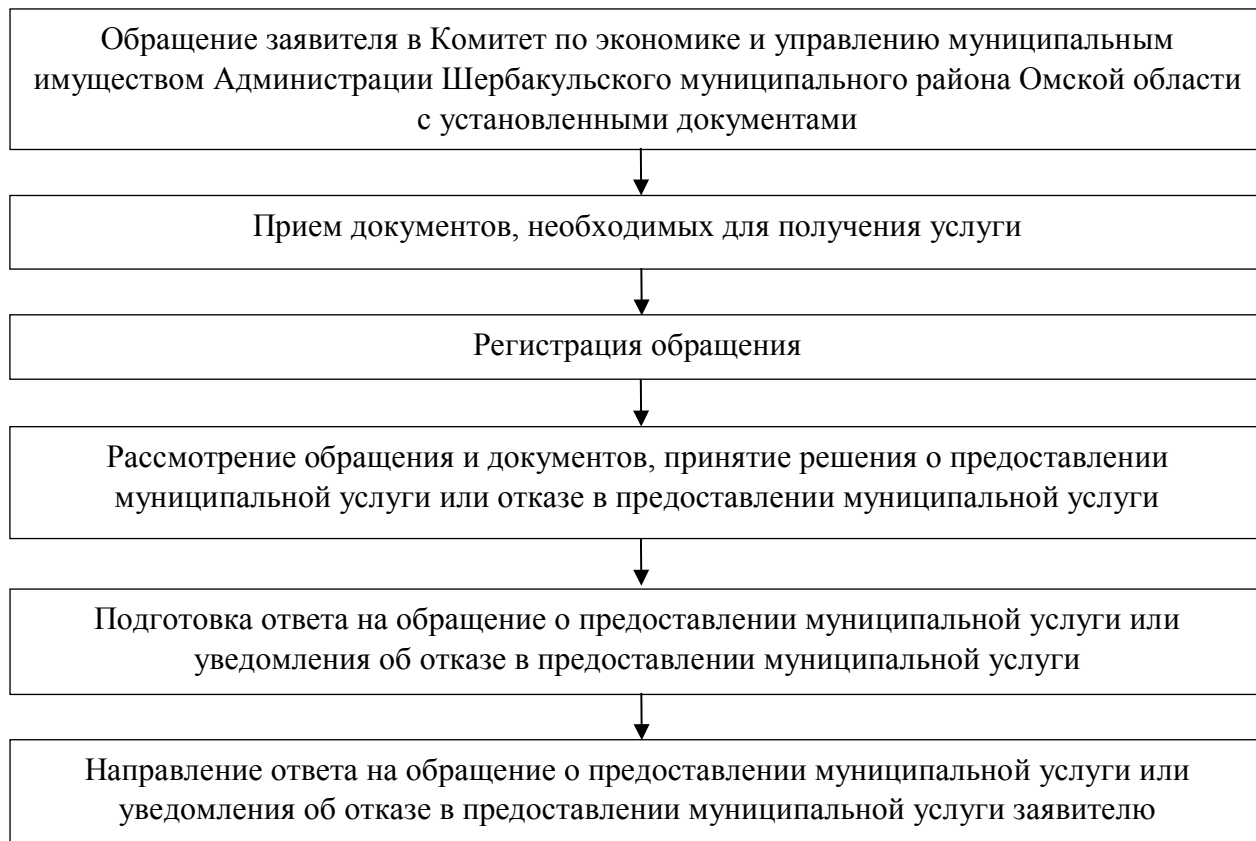 Обращение заявителя в Комитет по экономике и управлению муниципальным
имуществом Администрации Шербакульского муниципального района Омской области
с установленными документами
Прием документов, необходимых для получения услуги
Регистрация обращения
Рассмотрение обращения и документов, принятие решения о предоставлении
муниципальной услуги или отказе в предоставлении муниципальной услуги
Подготовка ответа на обращение о предоставлении муниципальной услуги или
уведомления об отказе в предоставлении муниципальной услуги
Направление ответа на обращение о предоставлении муниципальной услуги или
уведомления об отказе в предоставлении муниципальной услуги заявителю